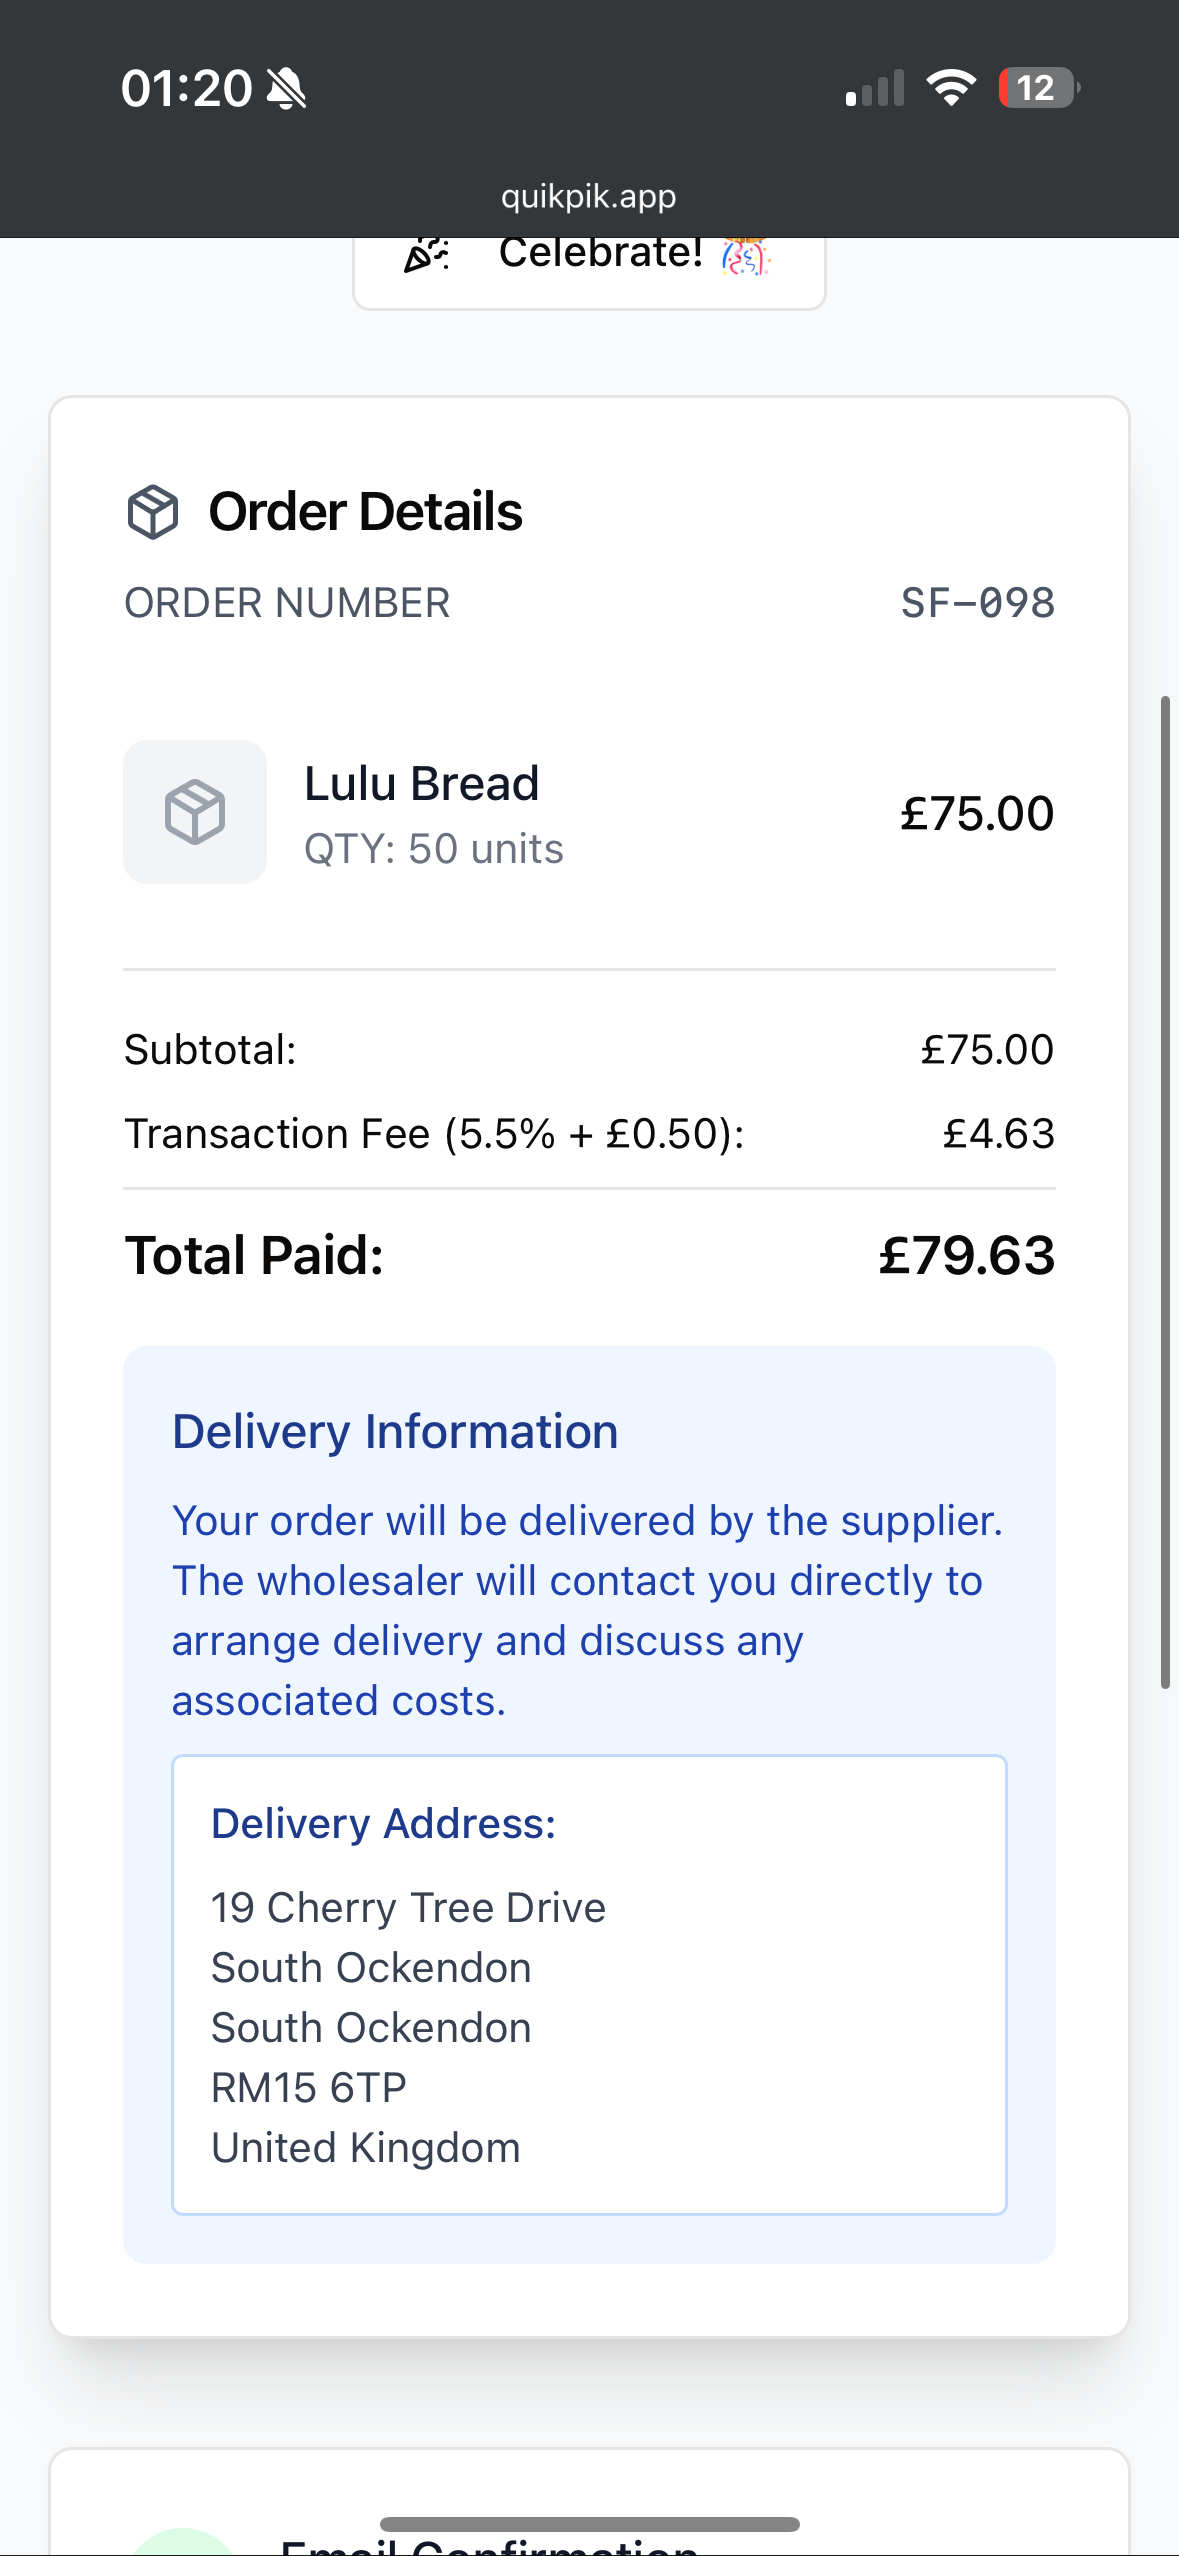 01:20
12
quikpik.app
Celebrate! 🎊
Order Details
ORDER NUMBER SF-098
Lulu Bread
QTY: 50 units
£75.00
Subtotal: £75.00
Transaction Fee (5.5% + £0.50): £4.63
Total Paid: £79.63
Delivery Information
Your order will be delivered by the supplier.
The wholesaler will contact you directly to
arrange delivery and discuss any
associated costs.
Delivery Address:
19 Cherry Tree Drive
South Ockendon
South Ockendon
RM15 6TP
United Kingdom
Email Confirmation